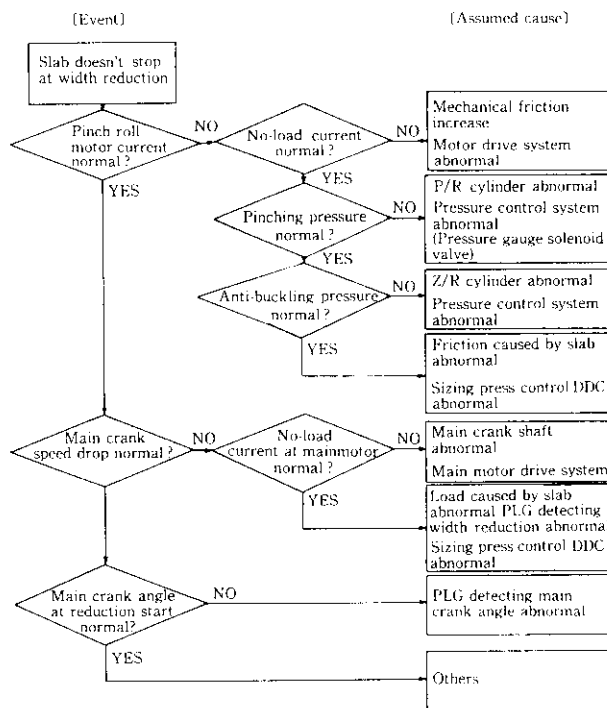 [Event]
[Assumed cause]
Slab doesn't stop
at width reduction
Pinch roll
motor current
normal?
NO
No-load current
normal?
NO
Mechanical friction
increase
Motor drive system
abnormal
YES
YES
Pinching pressure
normal?
NO
P/R cylinder abnormal
Pressure control system
abnormal
(Pressure gauge solenoid
valve)
YES
Anti-buckling pressure
normal?
NO
Z/R cylinder abnormal
Pressure control system
abnormal
YES
Friction caused by slab
abnormal
Sizing press control DDC
abnormal
Main crank
speed drop normal?
NO
No-load
current at mainmotor
normal?
NO
Main crank shaft
abnormal
Main motor drive system
YES
YES
Load caused by slab
abnormal PLG detecting
width reduction abnorma
Sizing press control DDC
abnormal
Main crank angle
at reduction start
normal?
NO
PLG detecting main
crank angle abnormal
YES
Others